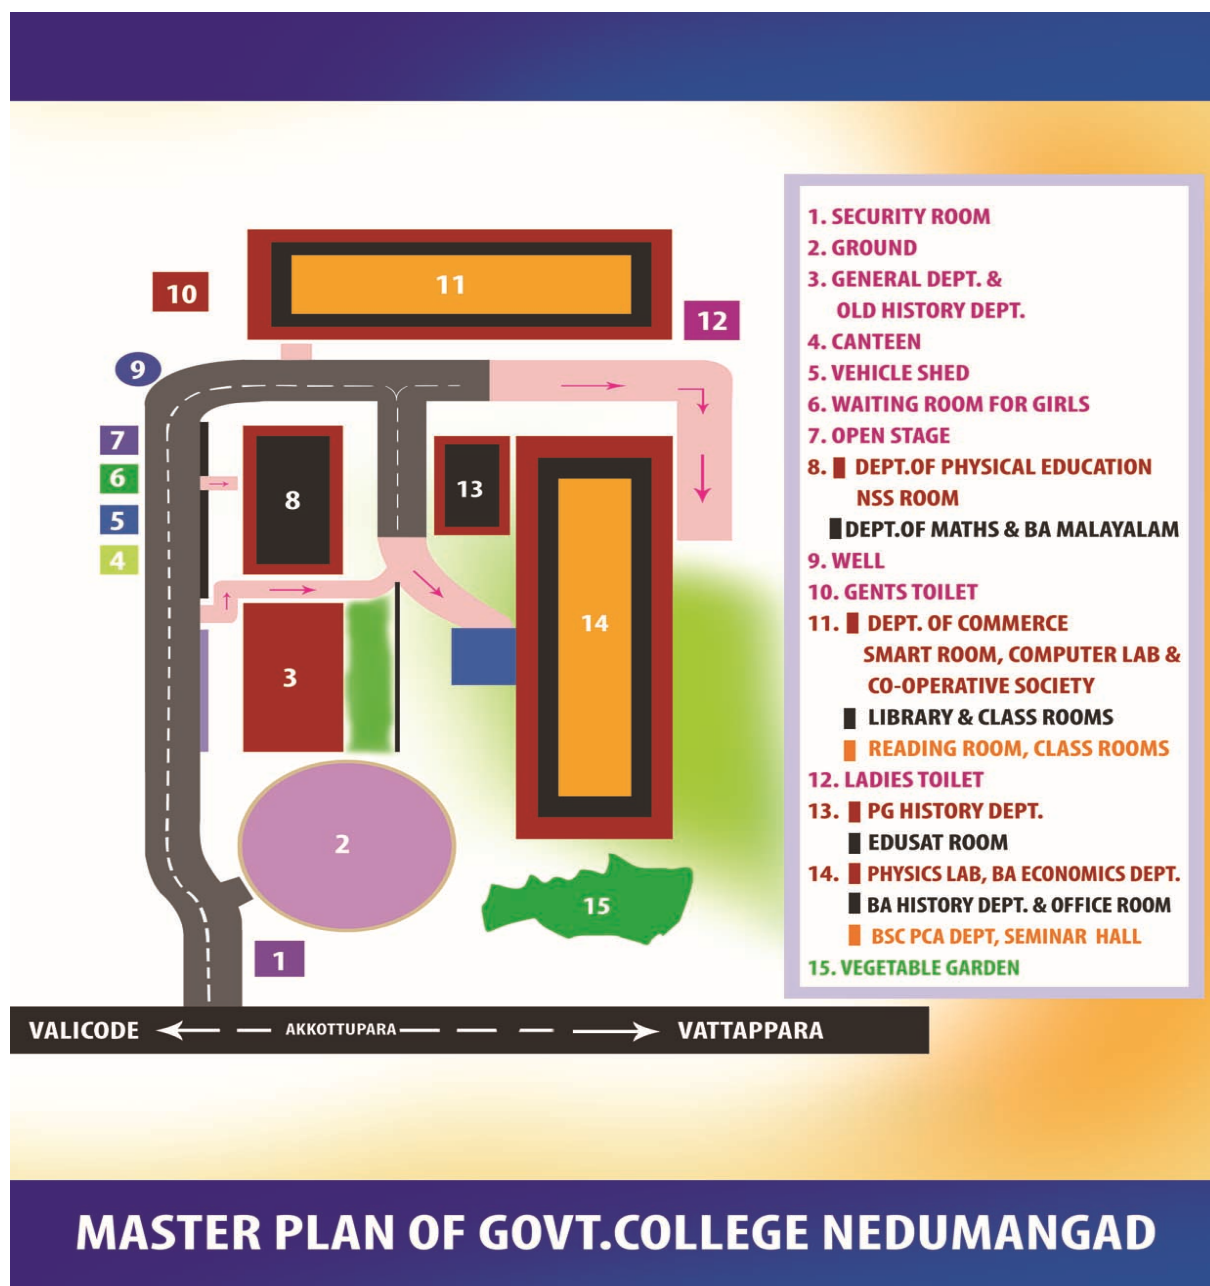 11
10
12
9
7
6
5
4
8
13
14
3
2
15
1
VALICODE
AKKOTTUPARA
VATTAPPARA
1. SECURITY ROOM
2. GROUND
3. GENERAL DEPT. &
OLD HISTORY DEPT.
4. CANTEEN
5. VEHICLE SHED
6. WAITING ROOM FOR GIRLS
7. OPEN STAGE
8. DEPT.OF PHYSICAL EDUCATION
NSS ROOM
DEPT.OF MATHS & BA MALAYALAM
9. WELL
10. GENTS TOILET
11. DEPT. OF COMMERCE
SMART ROOM, COMPUTER LAB &
CO-OPERATIVE SOCIETY
LIBRARY & CLASS ROOMS
READING ROOM, CLASS ROOMS
12. LADIES TOILET
13. PG HISTORY DEPT.
EDUSAT ROOM
14. PHYSICS LAB, BA ECONOMICS DEPT.
BA HISTORY DEPT. & OFFICE ROOM
BSC PCA DEPT, SEMINAR HALL
15. VEGETABLE GARDEN
MASTER PLAN OF GOVT.COLLEGE NEDUMANGAD